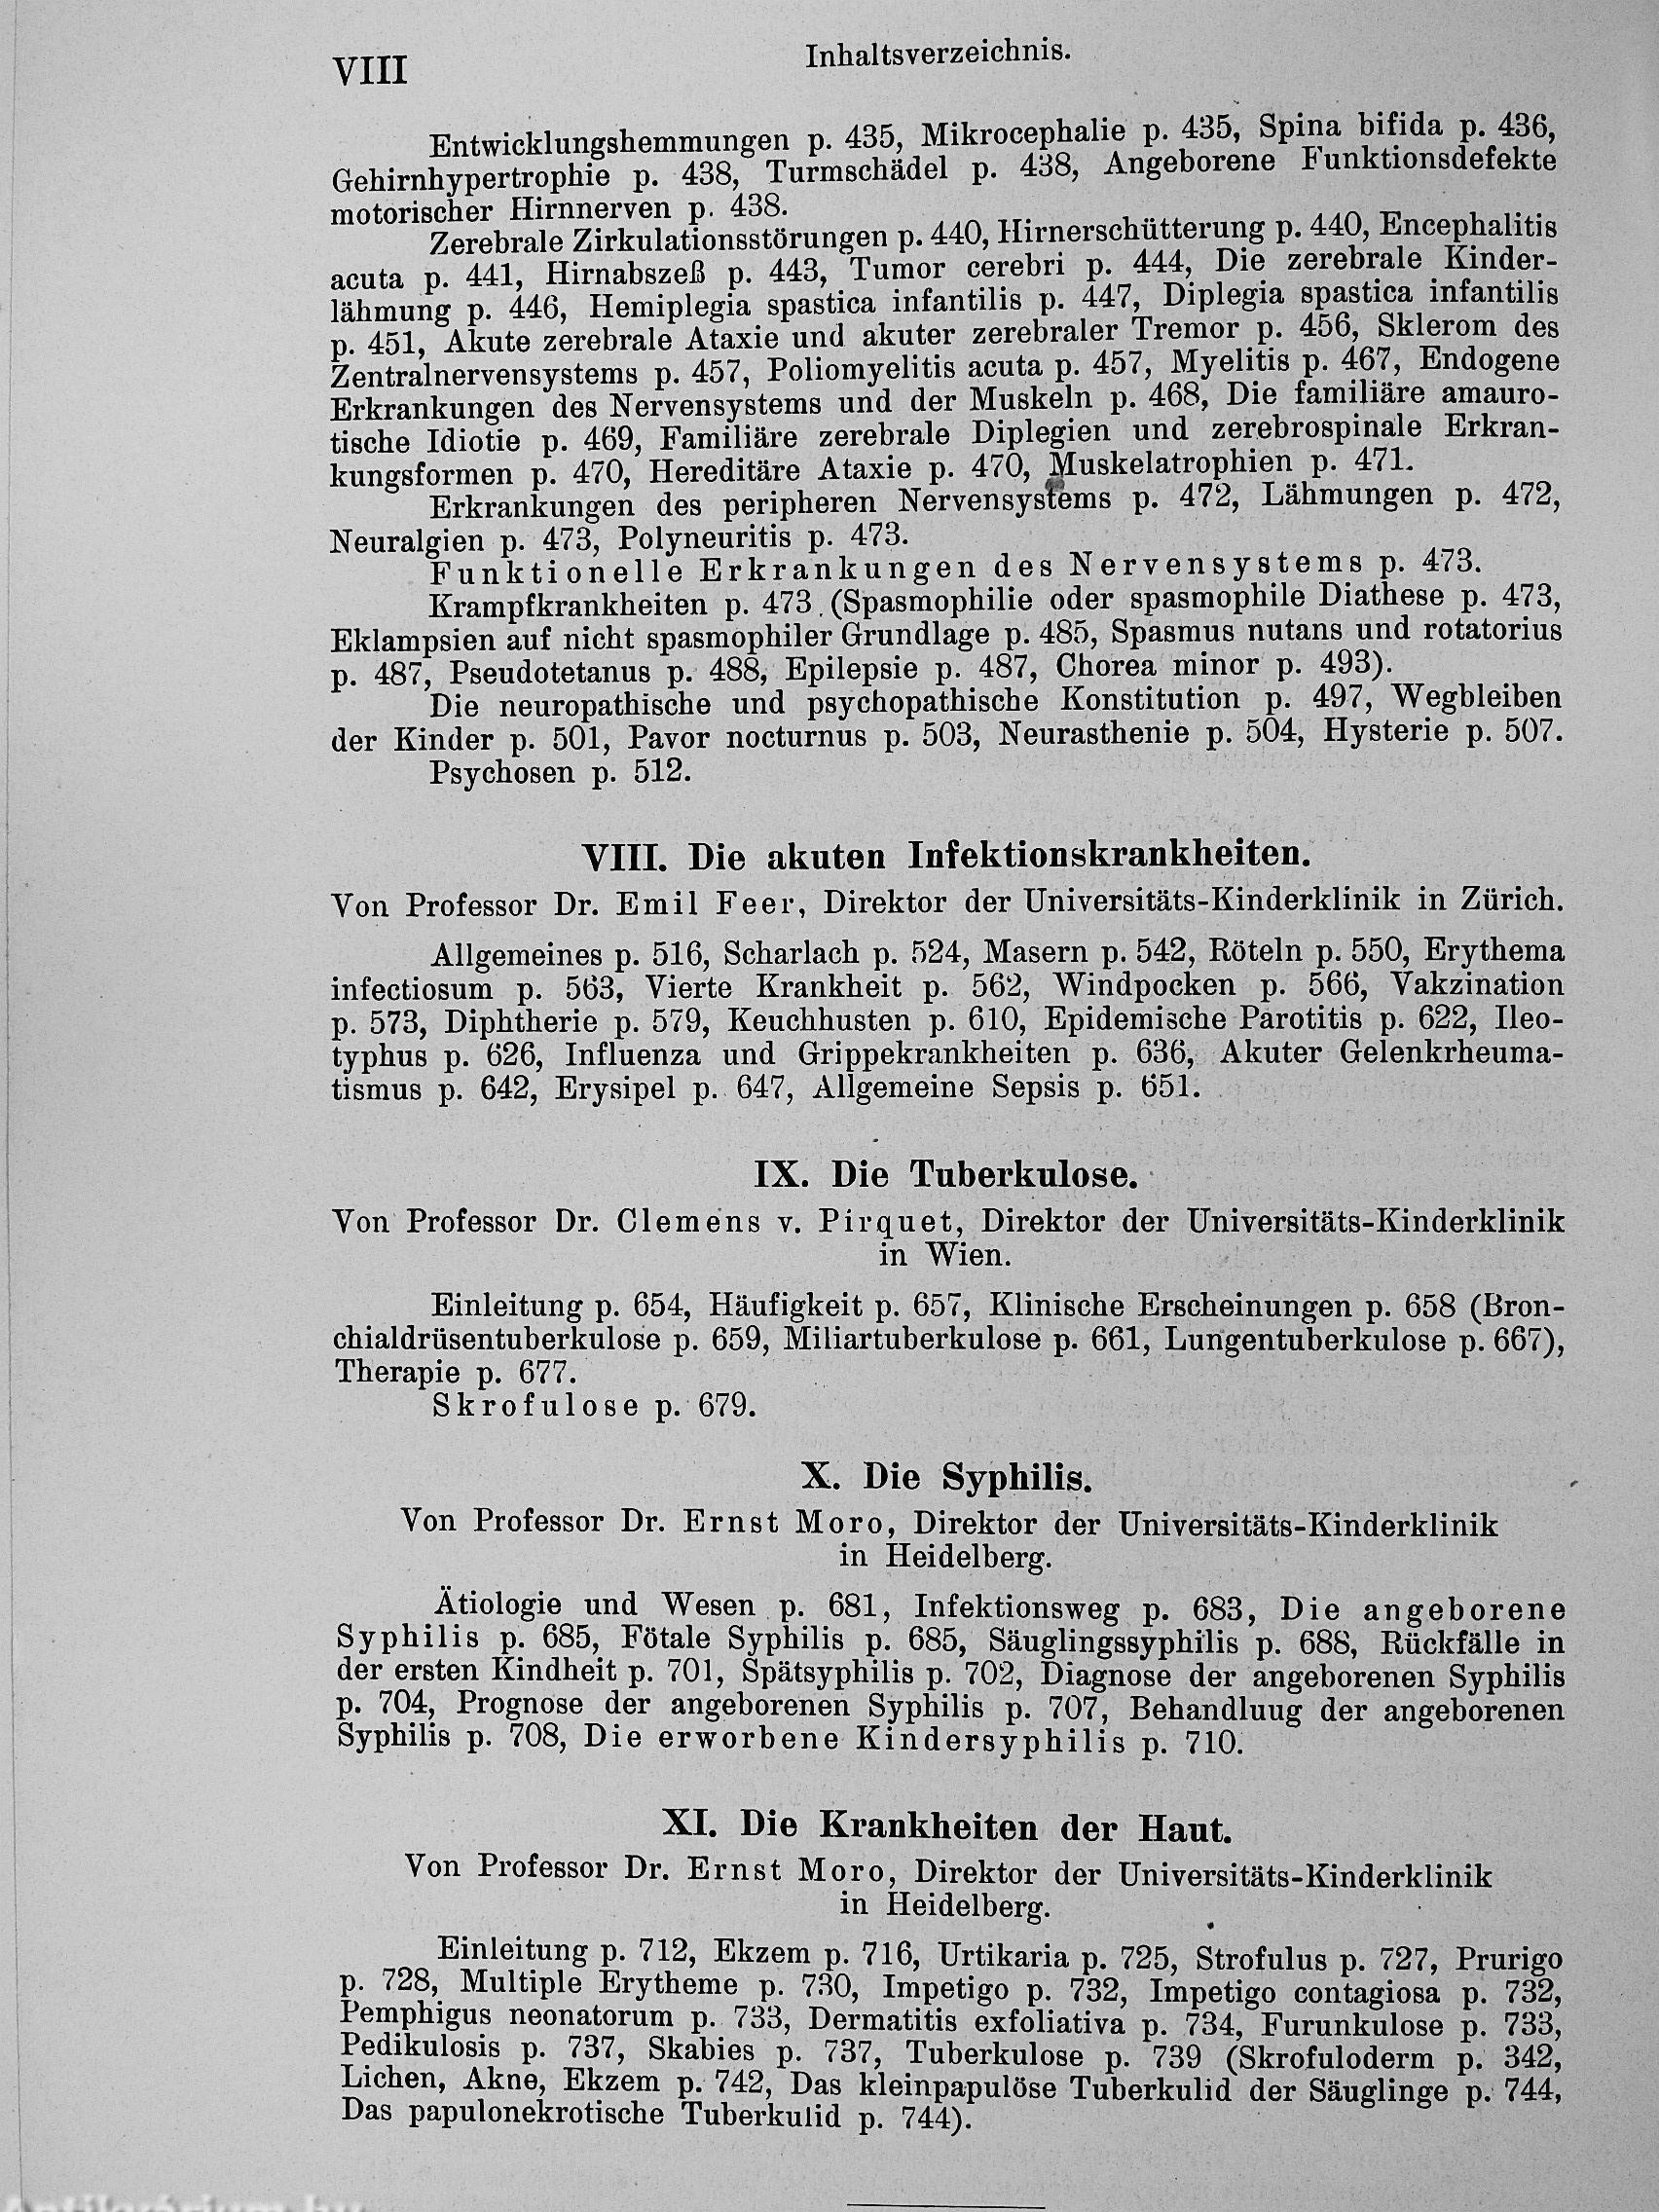 VIII
Inhaltsverzeichnis.
Entwicklungshemmungen p. 435, Mikrocephalie p. 435, Spina bifida p. 436,
Gehirnhypertrophie p. 438, Turmschädel p. 438, Angeborene Funktionsdefekte
motorischer Hirnnerven p. 438.
Zerebrale Zirkulationsstörungen p. 440, Hirnerschütterung p. 440, Encephalitis
acuta p. 441, Hirnabszeß p. 443, Tumor cerebri p. 444, Die zerebrale Kinder-
lähmung p. 446, Hemiplegia spastica infantilis p. 447, Diplegia spastica infantilis
p. 451, Akute zerebrale Ataxie und akuter zerebraler Tremor p. 456, Sklerom des
Zentralnervensystems p. 457, Poliomyelitis acuta p. 457, Myelitis p. 467, Endogene
Erkrankungen des Nervensystems und der Muskeln p. 468, Die familiäre amauro-
tische Idiotie p. 469, Familiäre zerebrale Diplegien und zerebrospinale Erkran-
kungsformen p. 470, Hereditäre Ataxie p. 470, Muskelatrophien p. 471.
Erkrankungen des peripheren Nervensystems p. 472, Lähmungen p. 472,
Neuralgien p. 473, Polyneuritis p. 473.
Funktionelle Erkrankungen des Nervensystems p. 473.
Krampfkrankheiten p. 473 (Spasmophilie oder spasmophile Diathese p. 473,
Eklampsien auf nicht spasmophiler Grundlage p. 485, Spasmus nutans und rotatorius
p. 487, Pseudotetanus p. 488, Epilepsie p. 487, Chorea minor p. 493).
Die neuropathische und psychopathische Konstitution p. 497, Wegbleiben
der Kinder p. 501, Pavor nocturnus p. 503, Neurasthenie p. 504, Hysterie p. 507.
Psychosen p. 512.
VIII. Die akuten Infektionskrankheiten.
Von Professor Dr. Emil Feer, Direktor der Universitäts-Kinderklinik in Zürich.
Allgemeines p. 516, Scharlach p. 524, Masern p. 542, Röteln p. 550, Erythema
infectiosum p. 563, Vierte Krankheit p. 562, Windpocken p. 566, Vakzination
p. 573, Diphtherie p. 579, Keuchhusten p. 610, Epidemische Parotitis p. 622, Ileo-
typhus p. 626, Influenza und Grippekrankheiten p. 636, Akuter Gelenkrheuma-
tismus p. 642, Erysipel p. 647, Allgemeine Sepsis p. 651.
IX. Die Tuberkulose.
Von Professor Dr. Clemens v. Pirquet, Direktor der Universitäts-Kinderklinik
in Wien.
Einleitung p. 654, Häufigkeit p. 657, Klinische Erscheinungen p. 658 (Bron-
chialdrüsentuberkulose p. 659, Miliartuberkulose p. 661, Lungentuberkulose p. 667),
Therapie p. 677.
Skrofulose p. 679.
X. Die Syphilis.
Von Professor Dr. Ernst Moro, Direktor der Universitäts-Kinderklinik
in Heidelberg.
Ätiologie und Wesen p. 681, Infektionsweg p. 683, Die angeborene
Syphilis p. 685, Fötale Syphilis p. 685, Säuglingssyphilis p. 688, Rückfälle in
der ersten Kindheit p. 701, Spätsyphilis p. 702, Diagnose der angeborenen Syphilis
p. 704, Prognose der angeborenen Syphilis p. 707, Behandluug der angeborenen
Syphilis p. 708, Die erworbene Kindersyphilis p. 710.
XI. Die Krankheiten der Haut.
Von Professor Dr. Ernst Moro, Direktor der Universitäts-Kinderklinik
in Heidelberg.
Einleitung p. 712, Ekzem p. 716, Urtikaria p. 725, Strofulus p. 727, Prurigo
p. 728, Multiple Erytheme p. 730, Impetigo p. 732, Impetigo contagiosa p. 732,
Pemphigus neonatorum p. 733, Dermatitis exfoliativa p. 734, Furunkulose p. 733,
Pedikulosis p. 737, Skabies p. 737, Tuberkulose p. 739 (Skrofuloderm p. 342,
Lichen, Akne, Ekzem p. 742, Das kleinpapulöse Tuberkulid der Säuglinge p. 744,
Das papulonekrotische Tuberkulid p. 744).